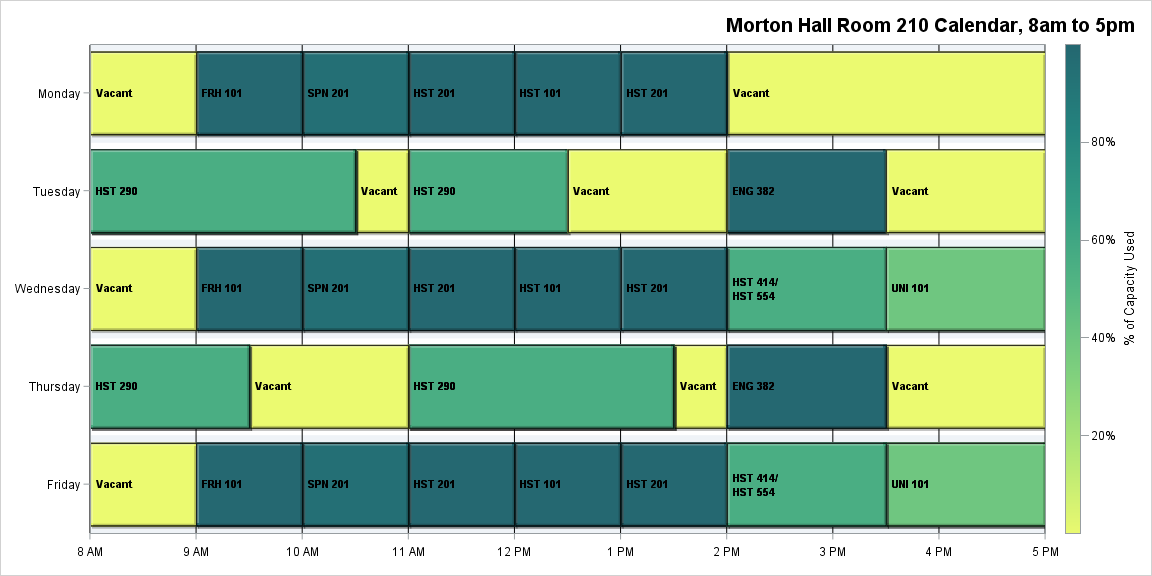 Morton Hall Room 210 Calendar, 8am to 5pm
Monday
Vacant
FRH 101
SPN 201
HST 201
HST 101
HST 201
Vacant
Tuesday
HST 290
Vacant
HST 290
Vacant
ENG 382
Vacant
Wednesday
Vacant
FRH 101
SPN 201
HST 201
HST 101
HST 201
HST 414/
HST 554
UNI 101
Thursday
HST 290
Vacant
HST 290
Vacant
ENG 382
Vacant
Friday
Vacant
FRH 101
SPN 201
HST 201
HST 101
HST 201
HST 414/
HST 554
UNI 101
8 AM
9 AM
10 AM
11 AM
12 PM
1 PM
2 PM
3 PM
4 PM
5 PM
80%
60%
40%
20%
% of Capacity Used